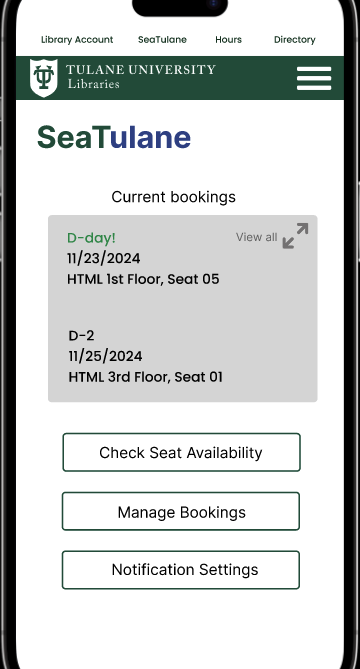 Library Account SeaTulane Hours Directory
TULANE UNIVERSITY
Libraries
SeaTulane
Current bookings
D-day! View all
11/23/2024
HTML 1st Floor, Seat 05
D-2
11/25/2024
HTML 3rd Floor, Seat 01
Check Seat Availability
Manage Bookings
Notification Settings